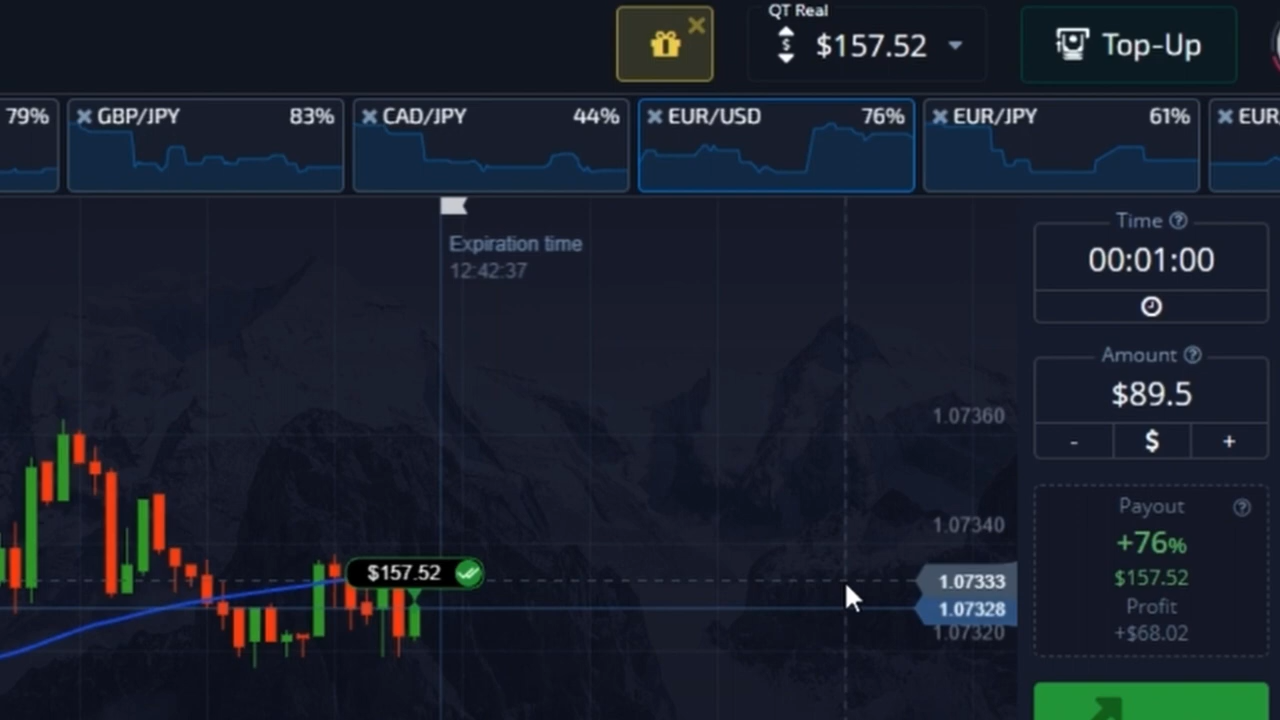 QT Real
$157.52
Top-Up
79%
GBP/JPY 83%
CAD/JPY 44%
EUR/USD 76%
EUR/JPY 61%
EUR
Expiration time
12:42:37
Time
00:01:00
Amount
$89.5
- $ +
1.07360
1.07340
$157.52
1.07333
1.07328
1.07320
Payout
+76%
$157.52
Profit
+$68.02